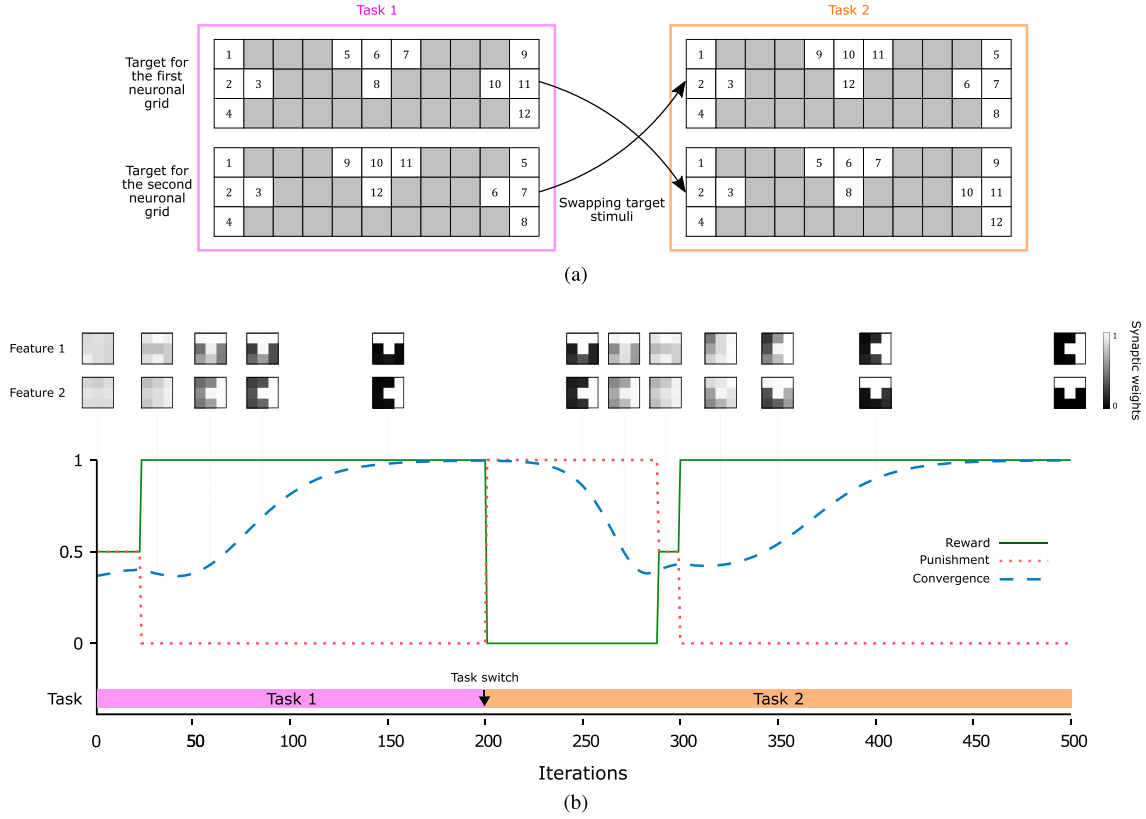 Task 1
Task 2
Target for
the first
neuronal
grid
1 5 6 7 9
2 3 8 10 11
4 12
1 9 10 11 5
2 3 12 6 7
4 8
Target for
the second
neuronal
grid
1 9 10 11 5
2 3 12 6 7
4 8
1 5 6 7 9
2 3 8 10 11
4 12
Swapping target
stimuli
(a)
Feature 1
Feature 2
1
0
Synaptic weights
1
0.5
0
Reward
Punishment
Convergence
Task switch
Task
Task 1
Task 2
0 50 100 150 200 250 300 350 400 450 500
Iterations
(b)